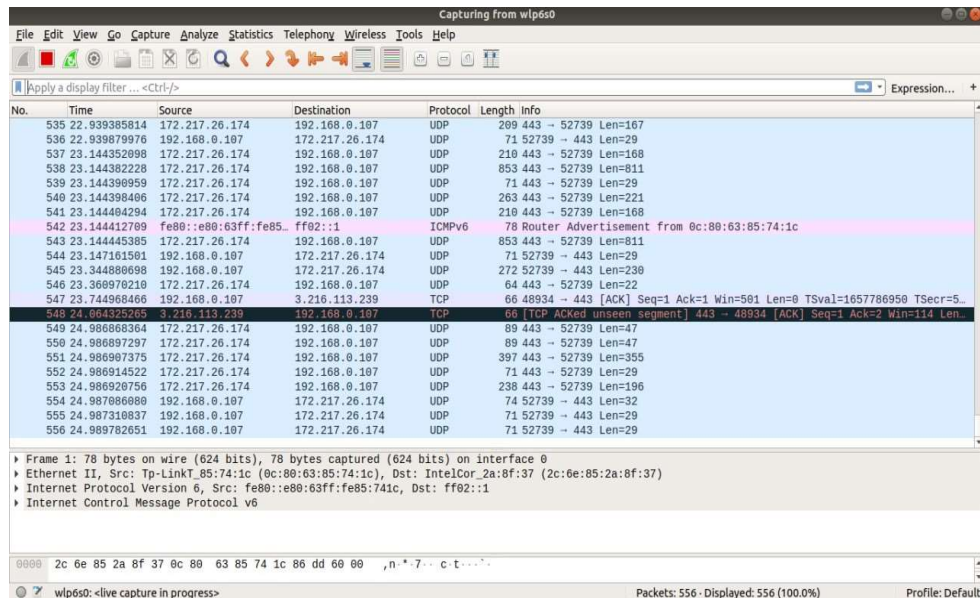 Capturing from wlp6s0
File Edit View Go Capture Analyze Statistics Telephony Wireless Tools Help
Apply a display filter ... <Ctrl-/> Expression... +
No. Time Source Destination Protocol Length Info
535 22.939385814 172.217.26.174 192.168.0.107 UDP 209 443 → 52739 Len=167
536 22.939879976 192.168.0.107 172.217.26.174 UDP 71 52739 → 443 Len=29
537 23.144352098 172.217.26.174 192.168.0.107 UDP 210 443 → 52739 Len=168
538 23.144382228 172.217.26.174 192.168.0.107 UDP 853 443 → 52739 Len=811
539 23.144390959 172.217.26.174 192.168.0.107 UDP 71 443 → 52739 Len=29
540 23.144398406 172.217.26.174 192.168.0.107 UDP 263 443 → 52739 Len=221
541 23.144404294 172.217.26.174 192.168.0.107 UDP 210 443 → 52739 Len=168
542 23.144412709 fe80::e80:63ff:fe85… ff02::1 ICMPv6 78 Router Advertisement from 0c:80:63:85:74:1c
543 23.144445385 172.217.26.174 192.168.0.107 UDP 853 443 → 52739 Len=811
544 23.147161501 192.168.0.107 172.217.26.174 UDP 71 52739 → 443 Len=29
545 23.344880698 192.168.0.107 172.217.26.174 UDP 272 52739 → 443 Len=230
546 23.360970210 172.217.26.174 192.168.0.107 UDP 64 443 → 52739 Len=22
547 23.744968466 192.168.0.107 3.216.113.239 TCP 66 48934 → 443 [ACK] Seq=1 Ack=1 Win=501 Len=0 TSval=1657786950 TSecr=5…
548 24.064325265 3.216.113.239 192.168.0.107 TCP 66 [TCP ACKed unseen segment] 443 → 48934 [ACK] Seq=1 Ack=2 Win=114 Len…
549 24.986868364 172.217.26.174 192.168.0.107 UDP 89 443 → 52739 Len=47
550 24.986897297 172.217.26.174 192.168.0.107 UDP 89 443 → 52739 Len=47
551 24.986907375 172.217.26.174 192.168.0.107 UDP 397 443 → 52739 Len=355
552 24.986914522 172.217.26.174 192.168.0.107 UDP 71 443 → 52739 Len=29
553 24.986920756 172.217.26.174 192.168.0.107 UDP 238 443 → 52739 Len=196
554 24.987086080 192.168.0.107 172.217.26.174 UDP 74 52739 → 443 Len=32
555 24.987310837 192.168.0.107 172.217.26.174 UDP 71 52739 → 443 Len=29
556 24.989782651 192.168.0.107 172.217.26.174 UDP 71 52739 → 443 Len=29
Frame 1: 78 bytes on wire (624 bits), 78 bytes captured (624 bits) on interface 0
Ethernet II, Src: Tp-LinkT_85:74:1c (0c:80:63:85:74:1c), Dst: IntelCor_2a:8f:37 (2c:6e:85:2a:8f:37)
Internet Protocol Version 6, Src: fe80::e80:63ff:fe85:741c, Dst: ff02::1
Internet Control Message Protocol v6
0000 2c 6e 85 2a 8f 37 0c 80 63 85 74 1c 86 dd 60 00 ,n·*·7·· c·t···`·
wlp6s0: <live capture in progress> Packets: 556 · Displayed: 556 (100.0%) Profile: Default